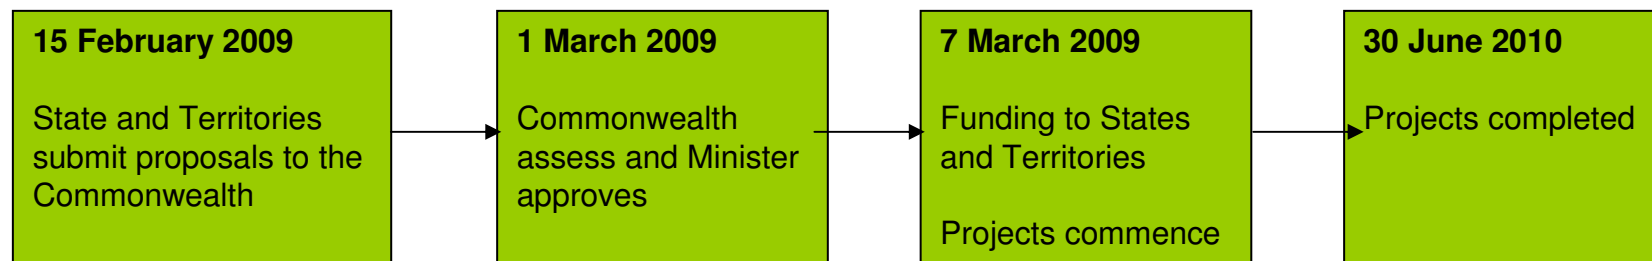 15 February 2009
State and Territories
submit proposals to the
Commonwealth
1 March 2009
Commonwealth
assess and Minister
approves
7 March 2009
Funding to States
and Territories
Projects commence
30 June 2010
Projects completed